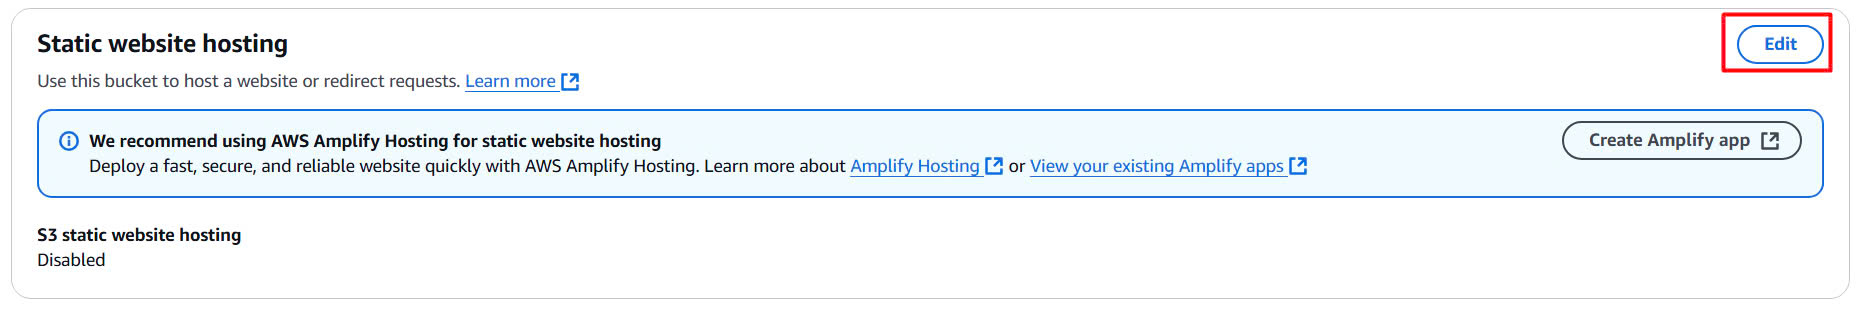 Static website hosting
Edit
Use this bucket to host a website or redirect requests. Learn more
We recommend using AWS Amplify Hosting for static website hosting
Create Amplify app
Deploy a fast, secure, and reliable website quickly with AWS Amplify Hosting. Learn more about Amplify Hosting or View your existing Amplify apps
S3 static website hosting
Disabled